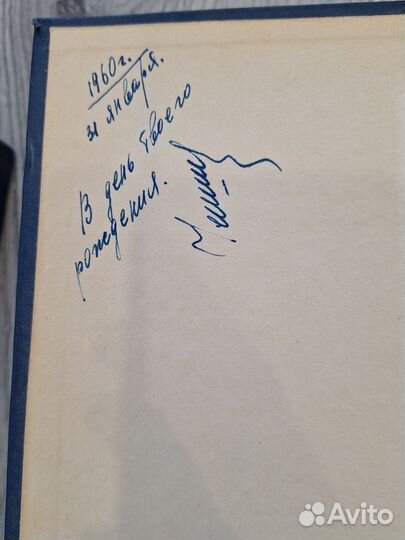 1960г.
31 января.
В день твоего
рождения.
Avito